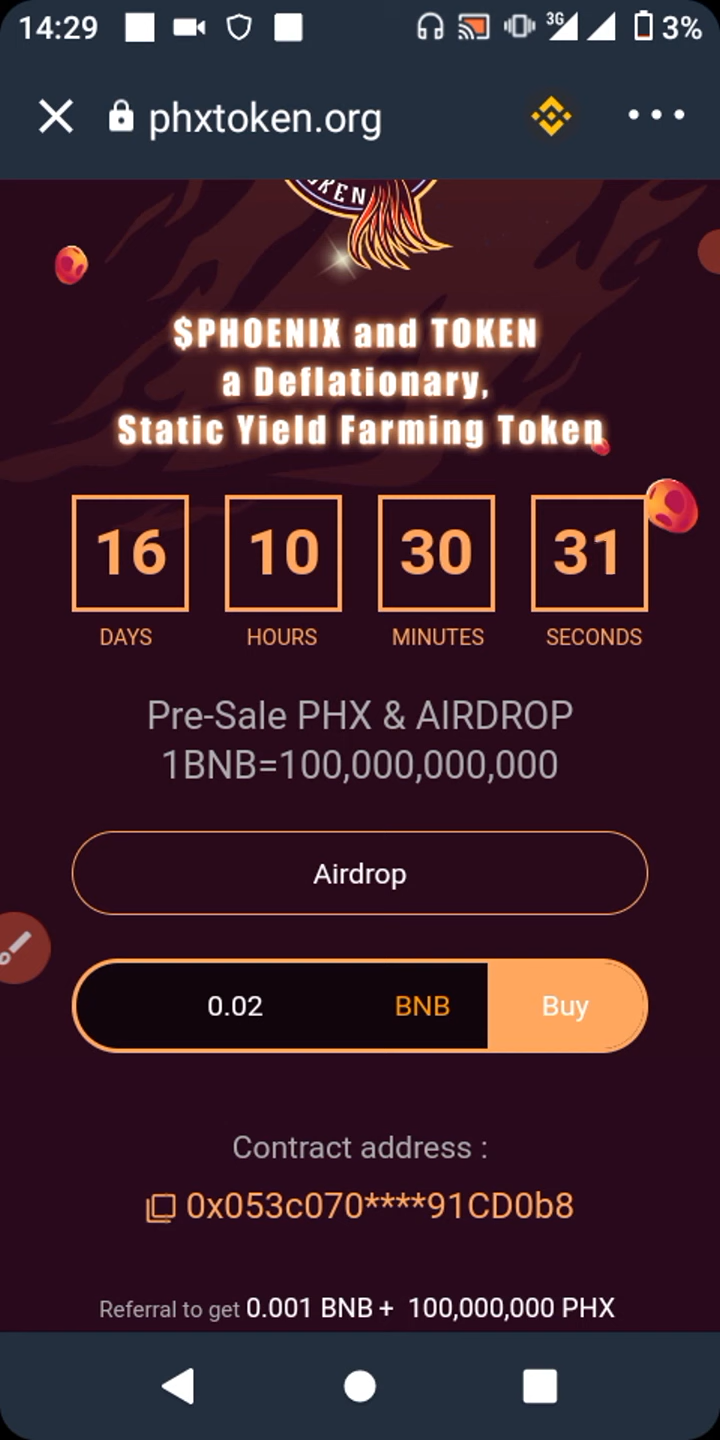 14:29
3G
3%
phxtoken.org
OKEN
$PHOENIX and TOKEN
a Deflationary,
Static Yield Farming Token
16 10 30 31
DAYS HOURS MINUTES SECONDS
Pre-Sale PHX & AIRDROP
1BNB=100,000,000,000
Airdrop
0.02 BNB Buy
Contract address :
0x053c070****91CD0b8
Referral to get 0.001 BNB + 100,000,000 PHX